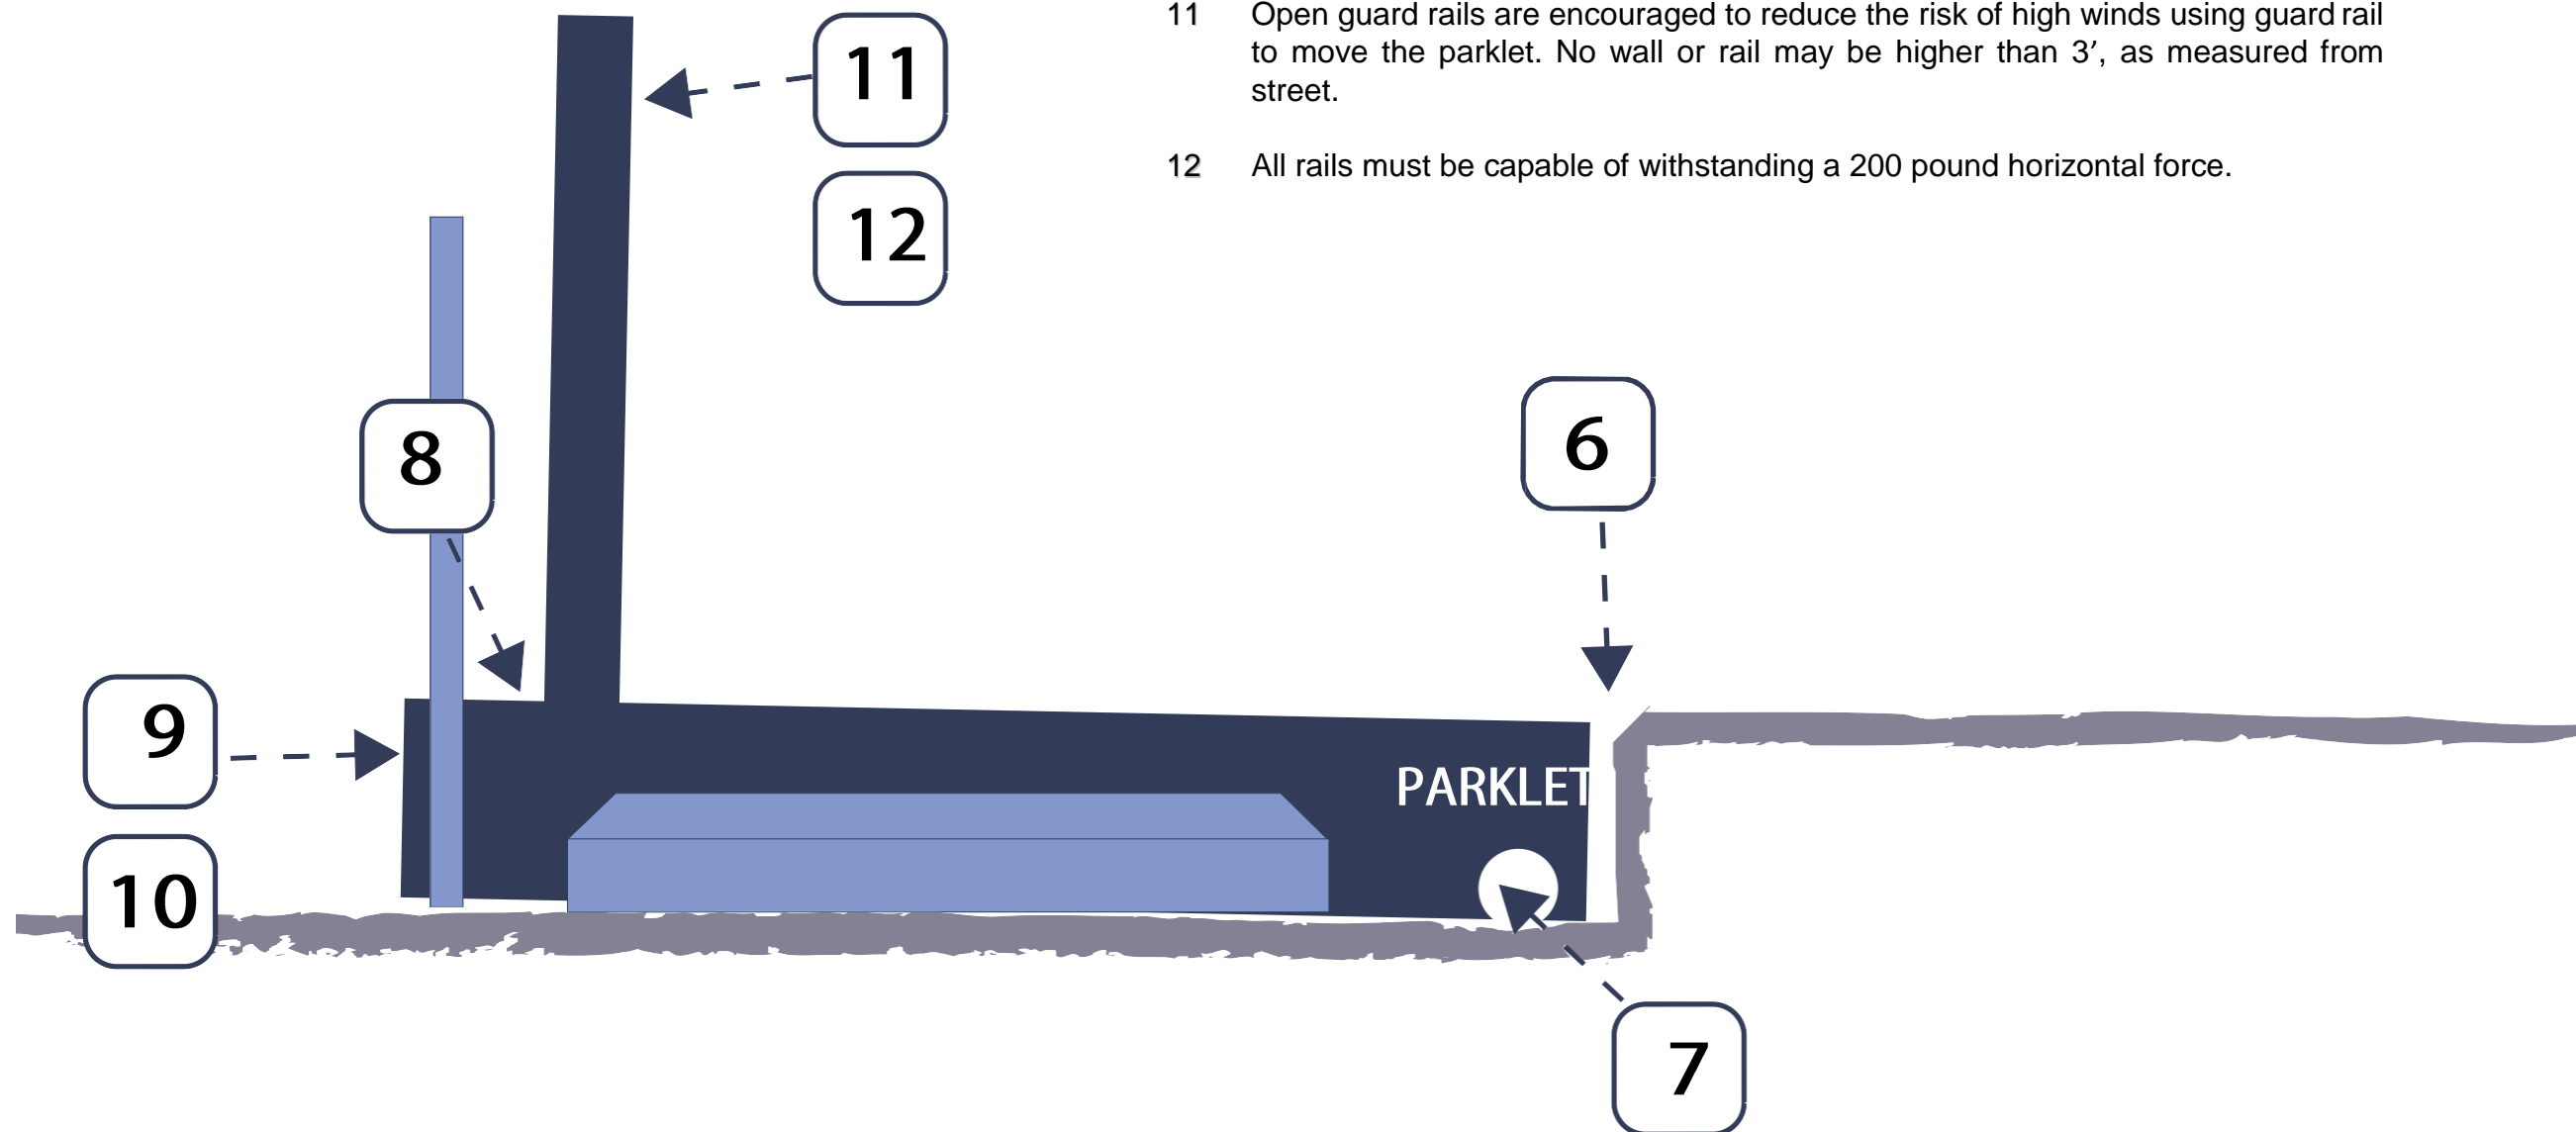 11 Open guard rails are encouraged to reduce the risk of high winds using guard rail
to move the parklet. No wall or rail may be higher than 3′, as measured from
street.
12 All rails must be capable of withstanding a 200 pound horizontal force.
11
12
8
6
9
PARKLET
10
7